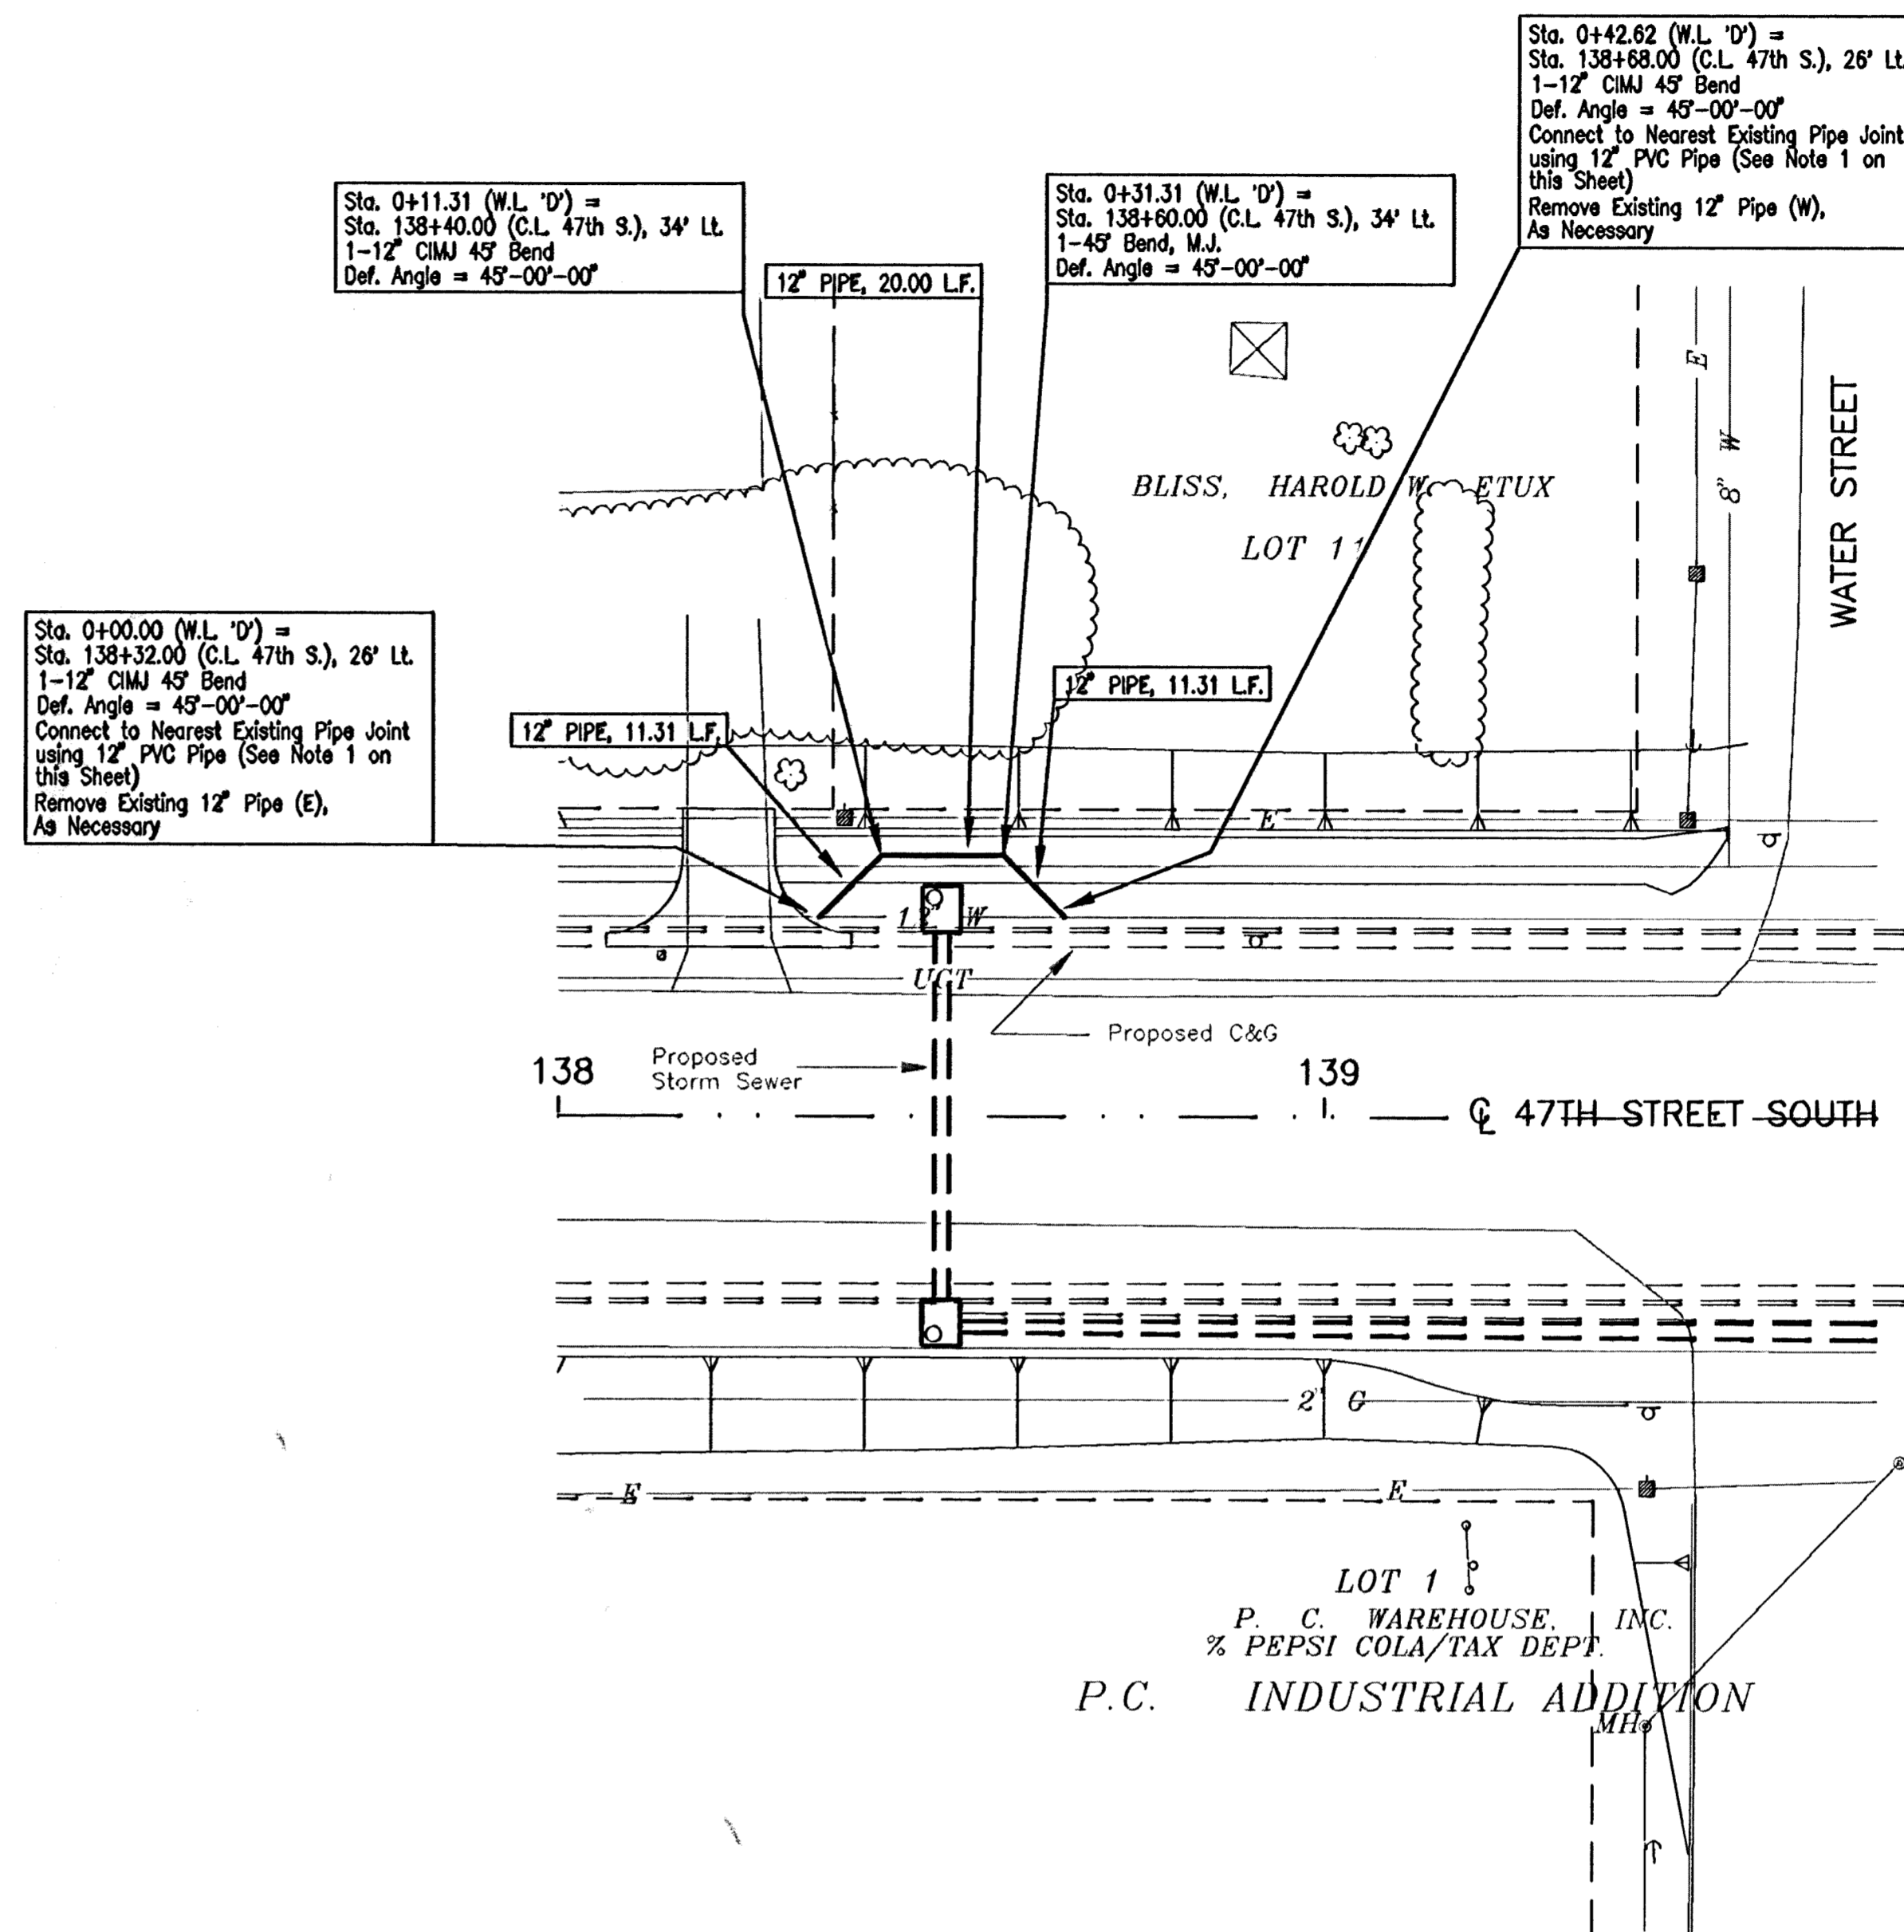 Sta. 0+42.62 (W.L. 'D') =
Sta. 138+68.00 (C.L. 47th S.), 26' Lt.
1-12" CIMJ 45° Bend
Def. Angle = 45°-00'-00"
Connect to Nearest Existing Pipe Joint
using 12" PVC Pipe (See Note 1 on
this Sheet)
Remove Existing 12" Pipe (W),
As Necessary
Sta. 0+11.31 (W.L. 'D') =
Sta. 138+40.00 (C.L. 47th S.), 34' Lt.
1-12" CIMJ 45° Bend
Def. Angle = 45°-00'-00"
12" PIPE, 20.00 L.F.
Sta. 0+31.31 (W.L. 'D') =
Sta. 138+60.00 (C.L. 47th S.), 34' Lt.
1-45° Bend, M.J.
Def. Angle = 45°-00'-00"
E
8" W
WATER STREET
BLISS, HAROLD W. ETUX
LOT 11
Sta. 0+00.00 (W.L. 'D') =
Sta. 138+32.00 (C.L. 47th S.), 26' Lt.
1-12" CIMJ 45° Bend
Def. Angle = 45°-00'-00"
Connect to Nearest Existing Pipe Joint
using 12" PVC Pipe (See Note 1 on
this Sheet)
Remove Existing 12" Pipe (E),
As Necessary
12" PIPE, 11.31 L.F.
12" PIPE, 11.31 L.F.
E
12" W
UGT
Proposed C&G
138
Proposed
Storm Sewer
139
℄ 47TH STREET SOUTH
2" G
E
E
LOT 1
P. C. WAREHOUSE, INC.
% PEPSI COLA/TAX DEPT.
P.C. INDUSTRIAL ADDITION
MH